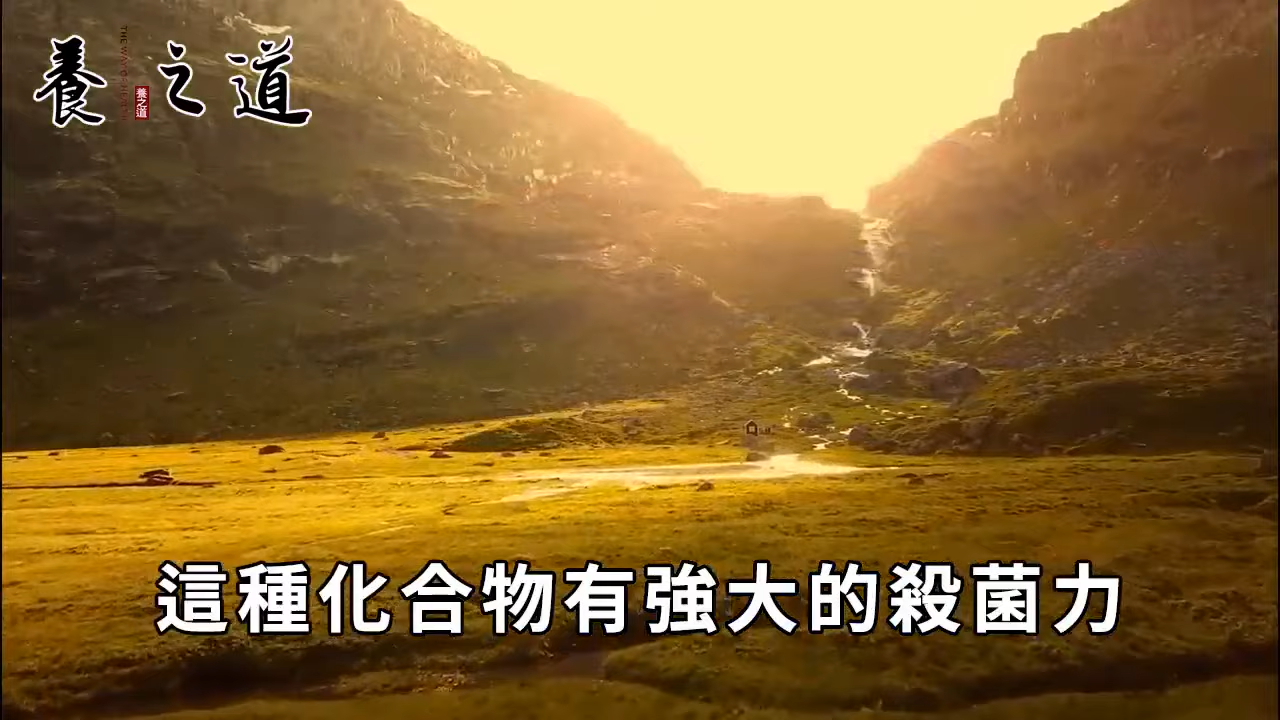 養之道
養之道
這種化合物有強大的殺菌力